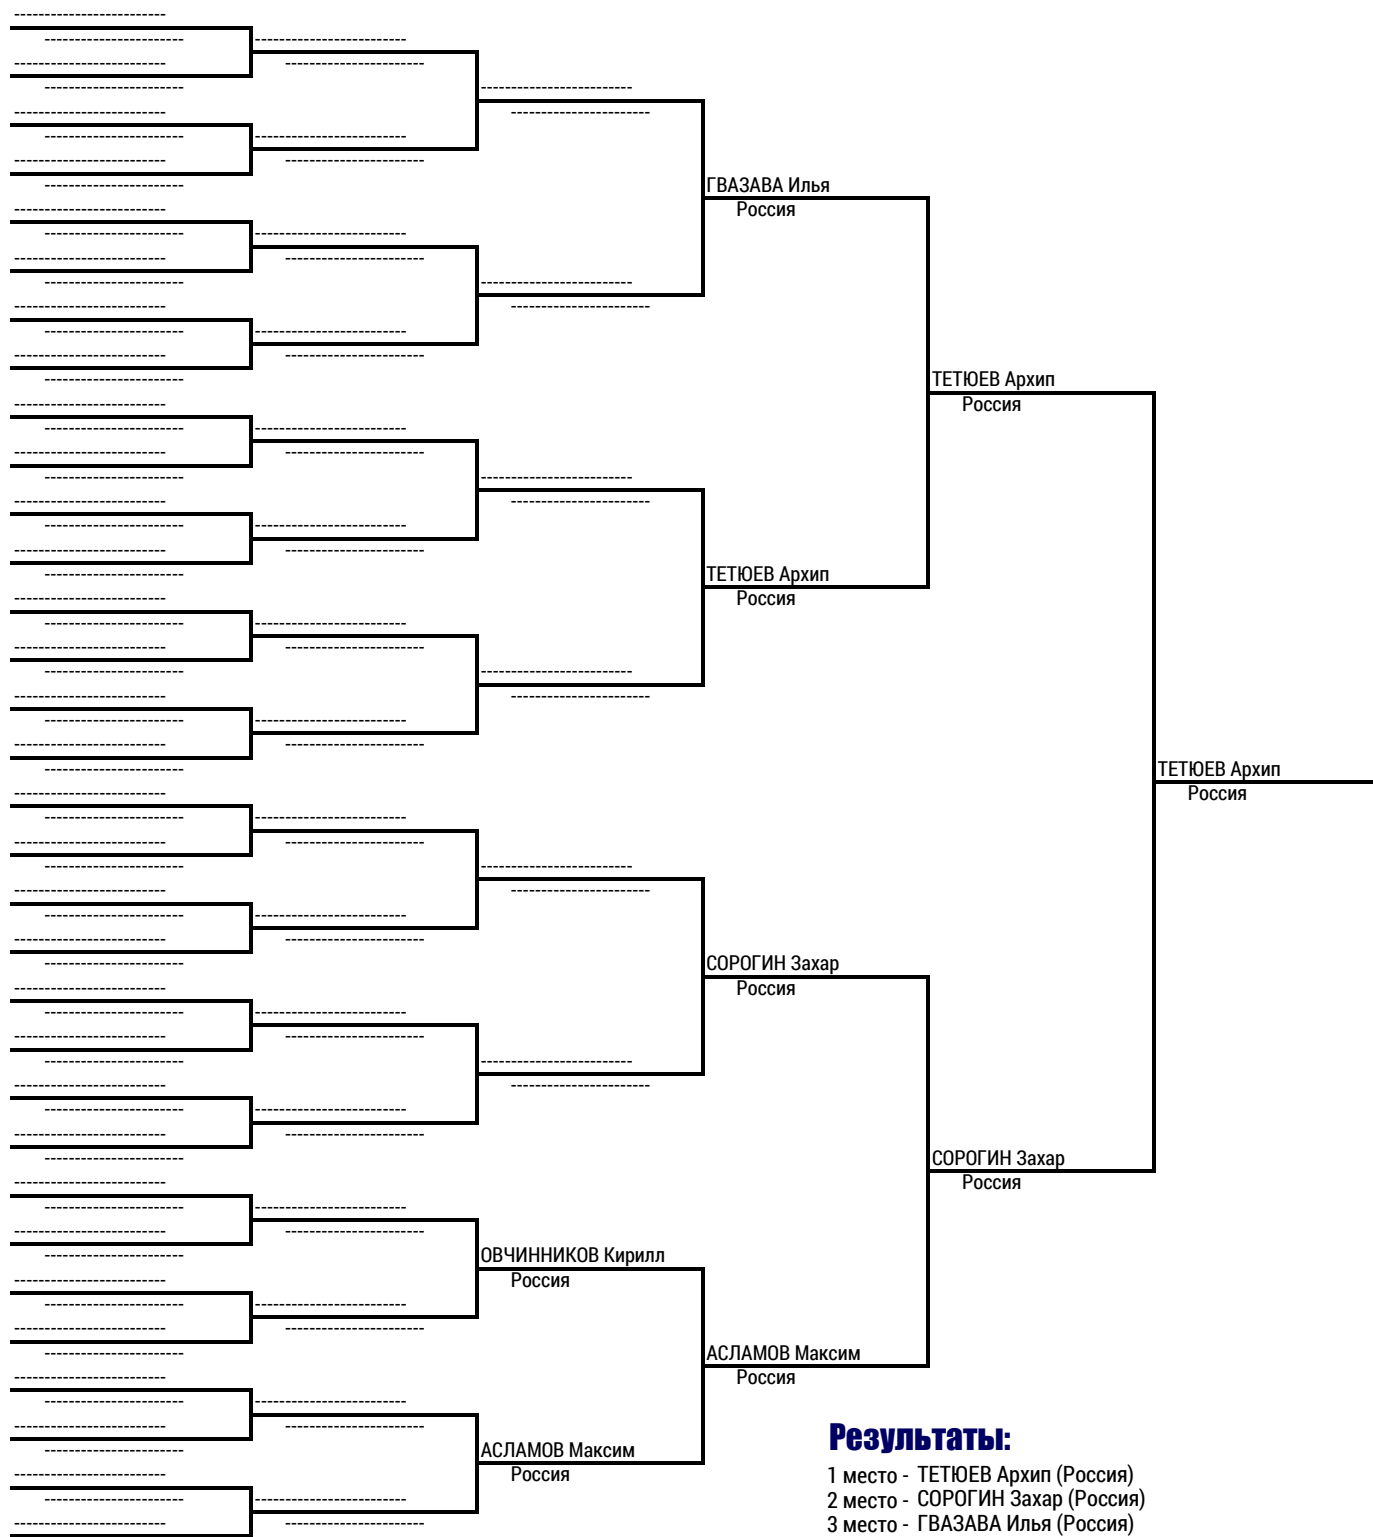 ГВАЗАВА Илья
Россия
ТЕТЮЕВ Архип
Россия
ТЕТЮЕВ Архип
Россия
ТЕТЮЕВ Архип
Россия
СОРОГИН Захар
Россия
СОРОГИН Захар
Россия
ОВЧИННИКОВ Кирилл
Россия
АСЛАМОВ Максим
Россия
АСЛАМОВ Максим
Россия
Результаты:
1 место - ТЕТЮЕВ Архип (Россия)
2 место - СОРОГИН Захар (Россия)
3 место - ГВАЗАВА Илья (Россия)